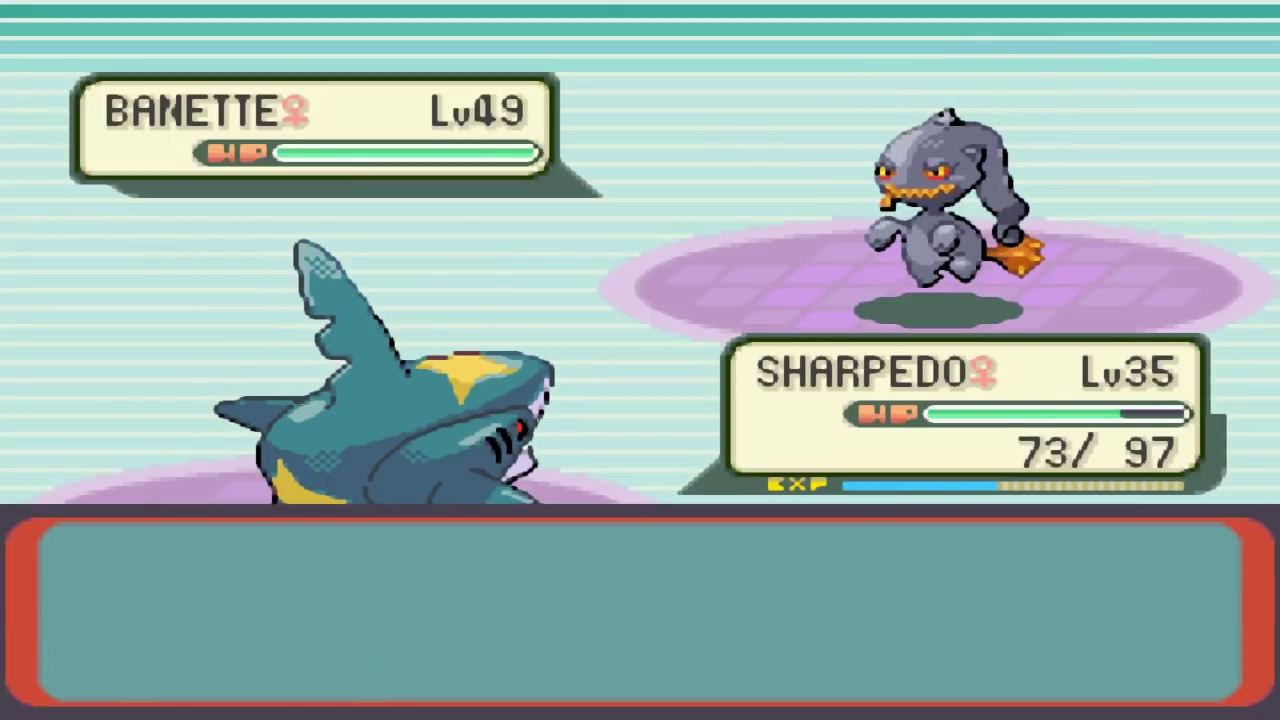 BANETTE♀ Lv49
HP
SHARPEDO♀ Lv35
HP
73/ 97
EXP